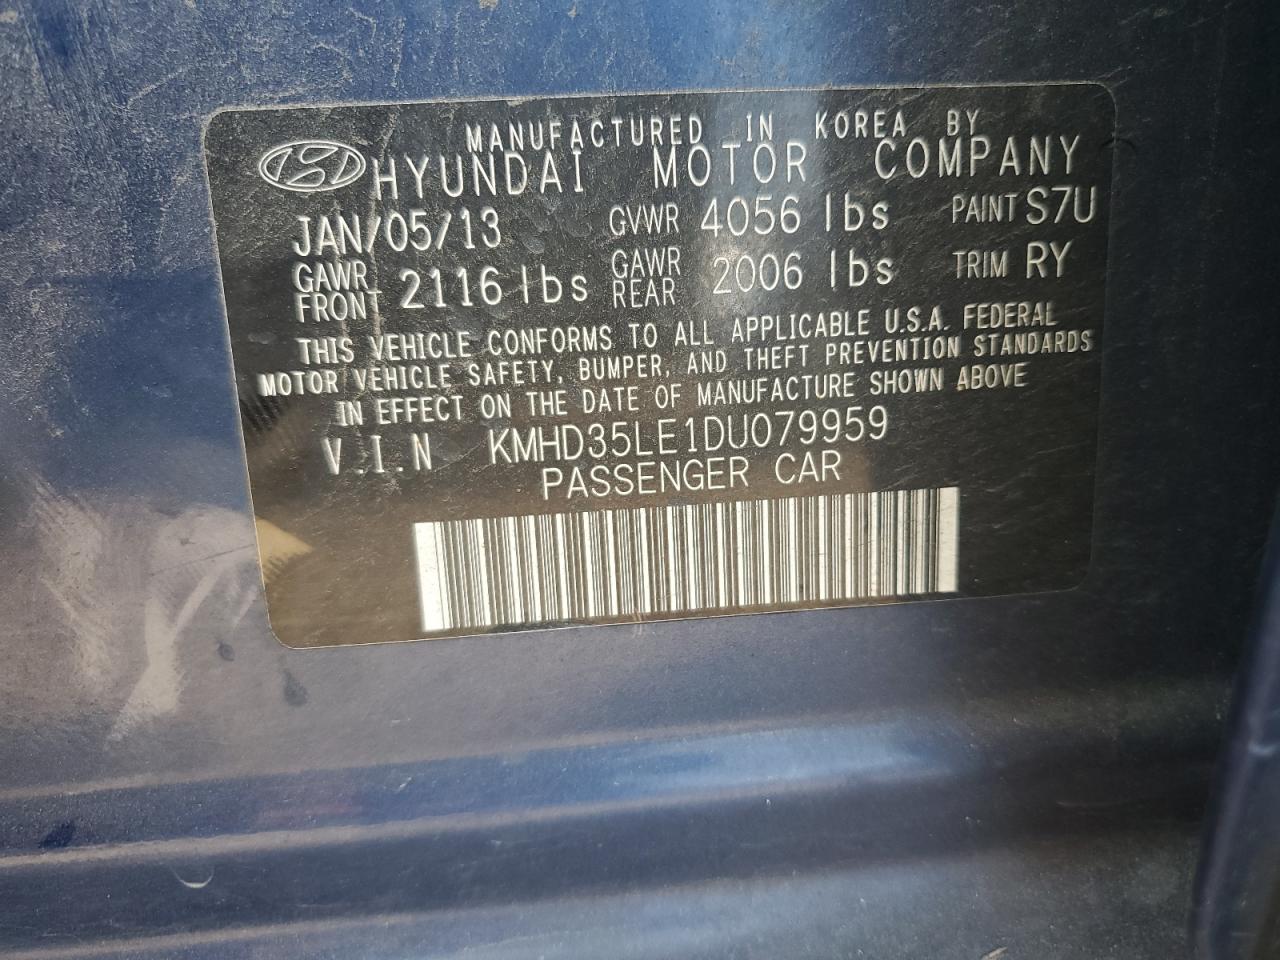 MANUFACTURED IN KOREA BY
HYUNDAI MOTOR COMPANY
JAN/05/13 GVWR 4056 lbs PAINT S7U
GAWR FRONT 2116 lbs GAWR REAR 2006 lbs TRIM RY
THIS VEHICLE CONFORMS TO ALL APPLICABLE U.S.A. FEDERAL
MOTOR VEHICLE SAFETY, BUMPER, AND THEFT PREVENTION STANDARDS
IN EFFECT ON THE DATE OF MANUFACTURE SHOWN ABOVE
V.I.N KMHD35LE1DU079959
PASSENGER CAR